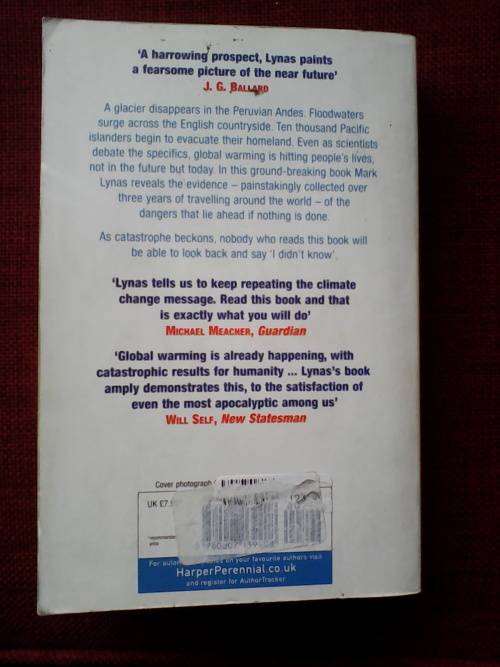 'A harrowing prospect, Lynas paints
a fearsome picture of the near future'
J. G. BALLARD
A glacier disappears in the Peruvian Andes. Floodwaters
surge across the English countryside. Ten thousand Pacific
islanders begin to evacuate their homeland. Even as scientists
debate the specifics, global warming is hitting people's lives,
not in the future but today. In this ground-breaking book Mark
Lynas reveals the evidence – painstakingly collected over
three years of travelling around the world – of the
dangers that lie ahead if nothing is done.
As catastrophe beckons, nobody who reads this book will
be able to look back and say 'I didn't know'.
'Lynas tells us to keep repeating the climate
change message. Read this book and that
is exactly what you will do'
MICHAEL MEACHER, Guardian
'Global warming is already happening, with
catastrophic results for humanity ... Lynas's book
amply demonstrates this, to the satisfaction of
even the most apocalyptic among us'
WILL SELF, New Statesman
Cover photograph
UK £7.
on your favourite authors visit
HarperPerennial.co.uk
and register for AuthorTracker